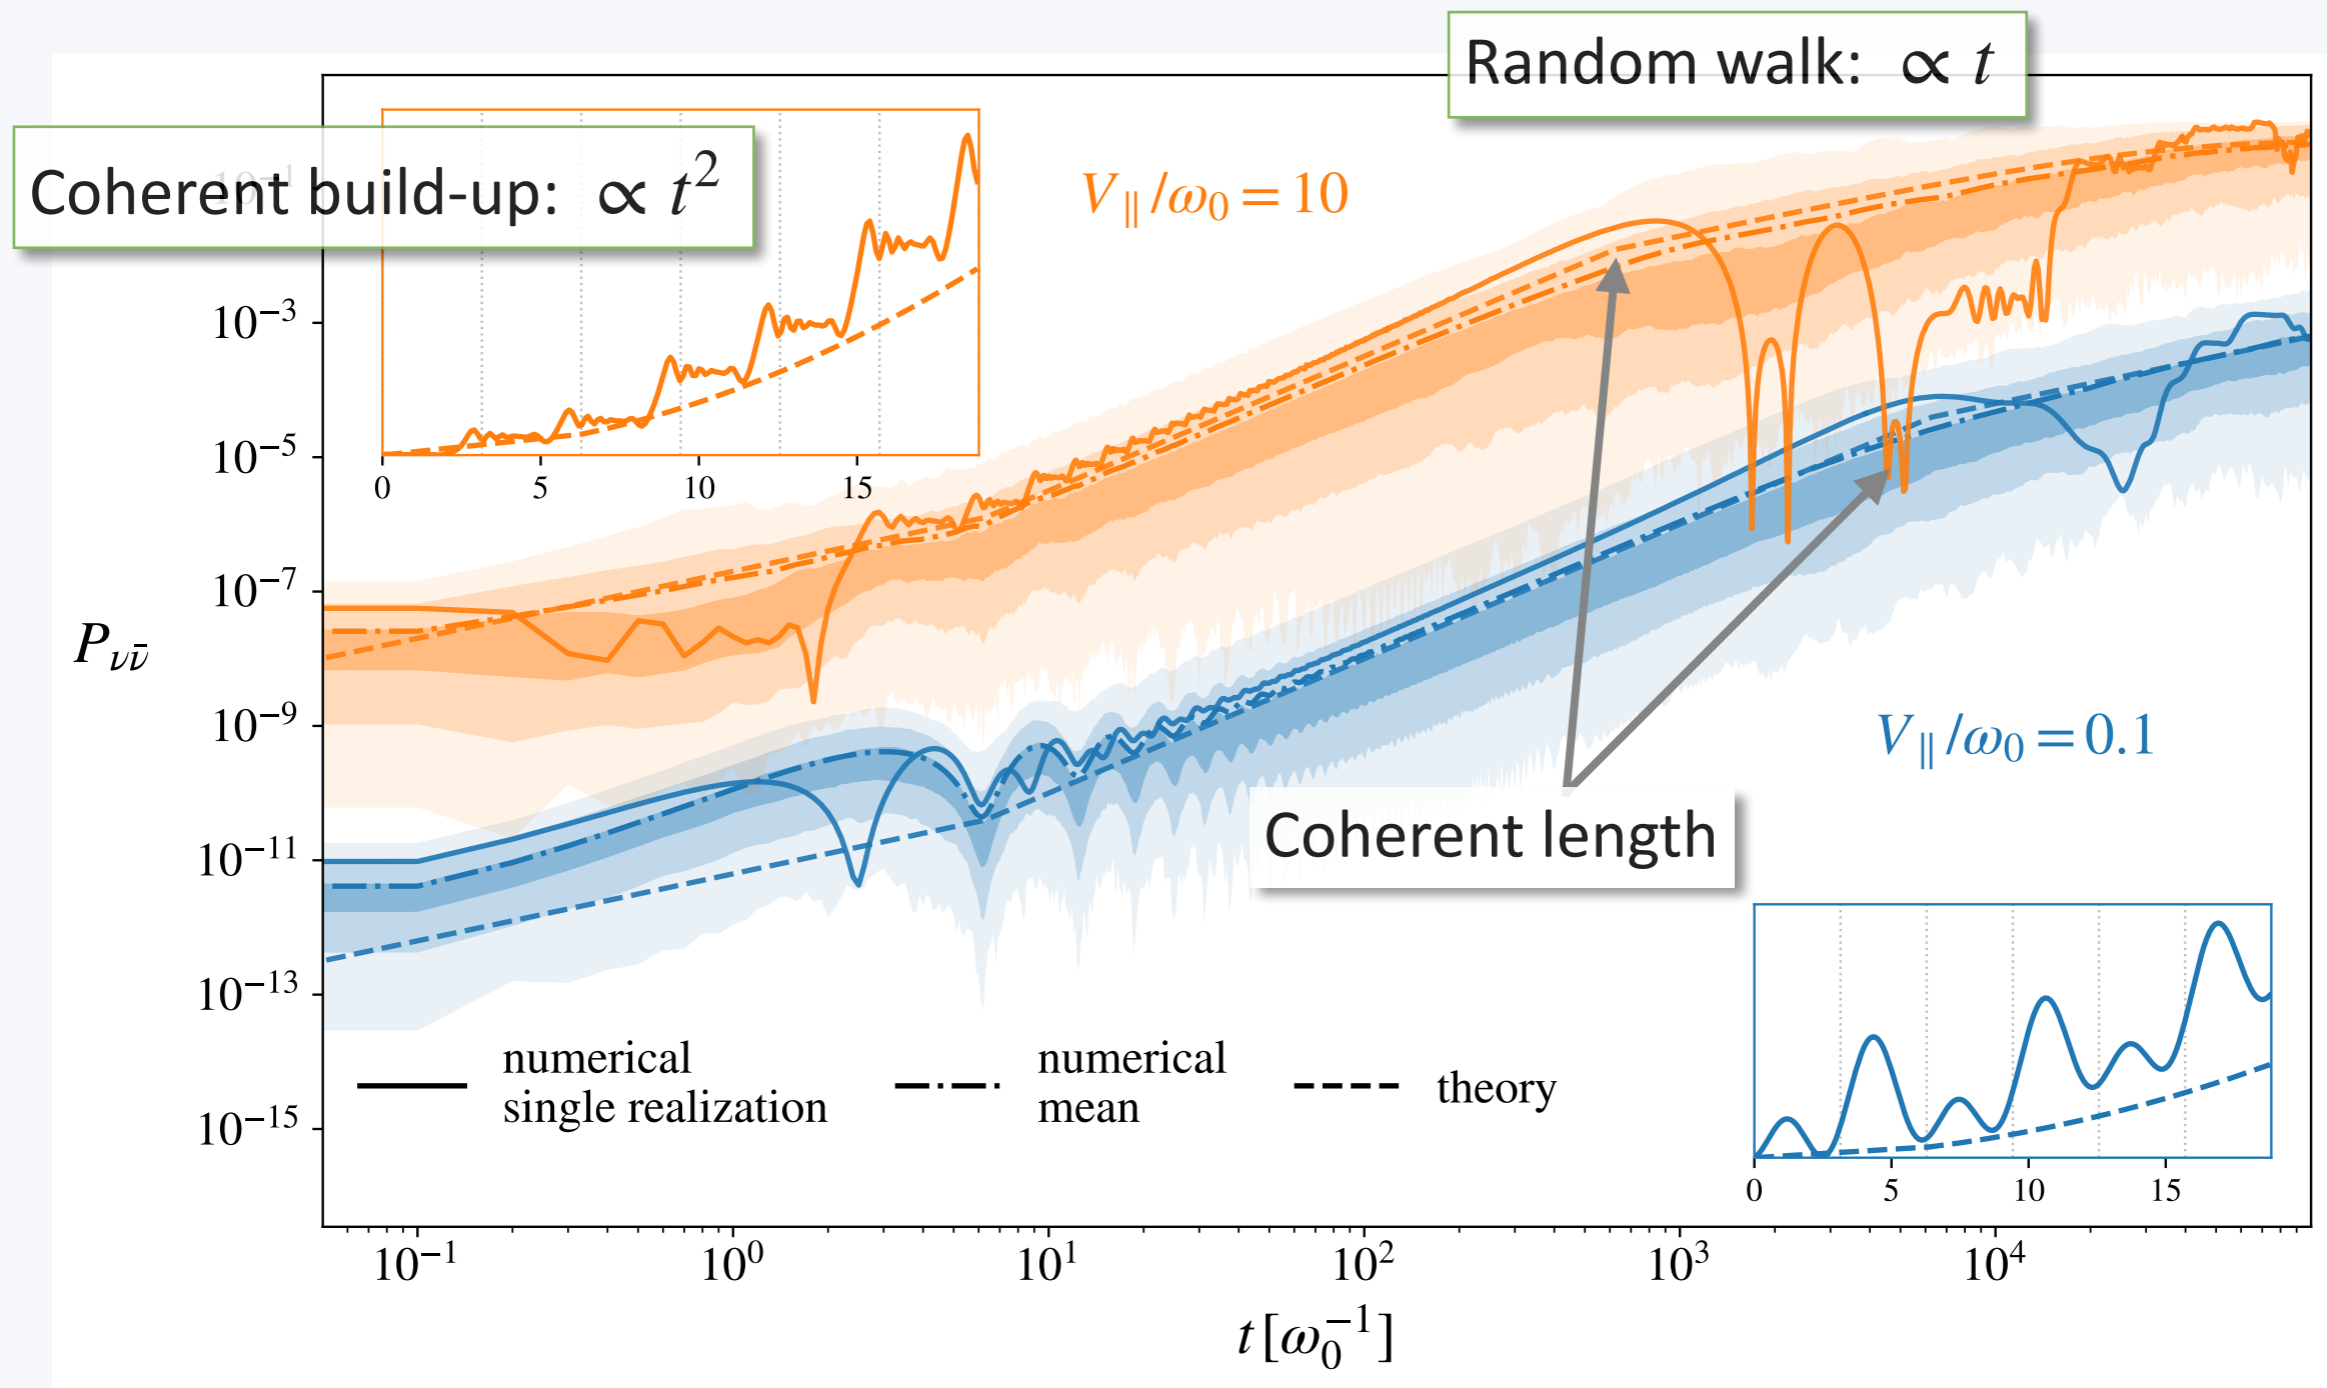 Random walk: ∝ t
Coherent build-up: ∝ t²
10⁻¹
V∥/ω₀ = 10
10⁻³
10⁻⁵
0 5 10 15
10⁻⁷
P_νν̄
10⁻⁹
V∥/ω₀ = 0.1
10⁻¹¹
Coherent length
10⁻¹³
numerical
single realization
numerical
mean
theory
10⁻¹⁵
0 5 10 15
10⁻¹ 10⁰ 10¹ 10² 10³ 10⁴
t [ω₀⁻¹]